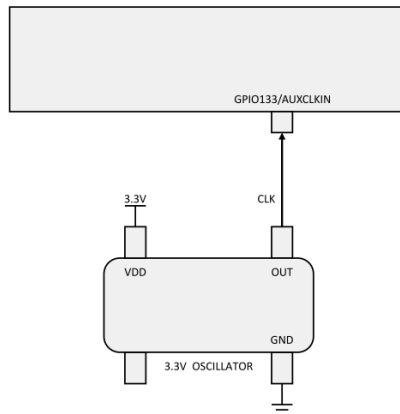 GPIO133/AUXCLKIN
3.3V
CLK
VDD
OUT
GND
3.3V OSCILLATOR